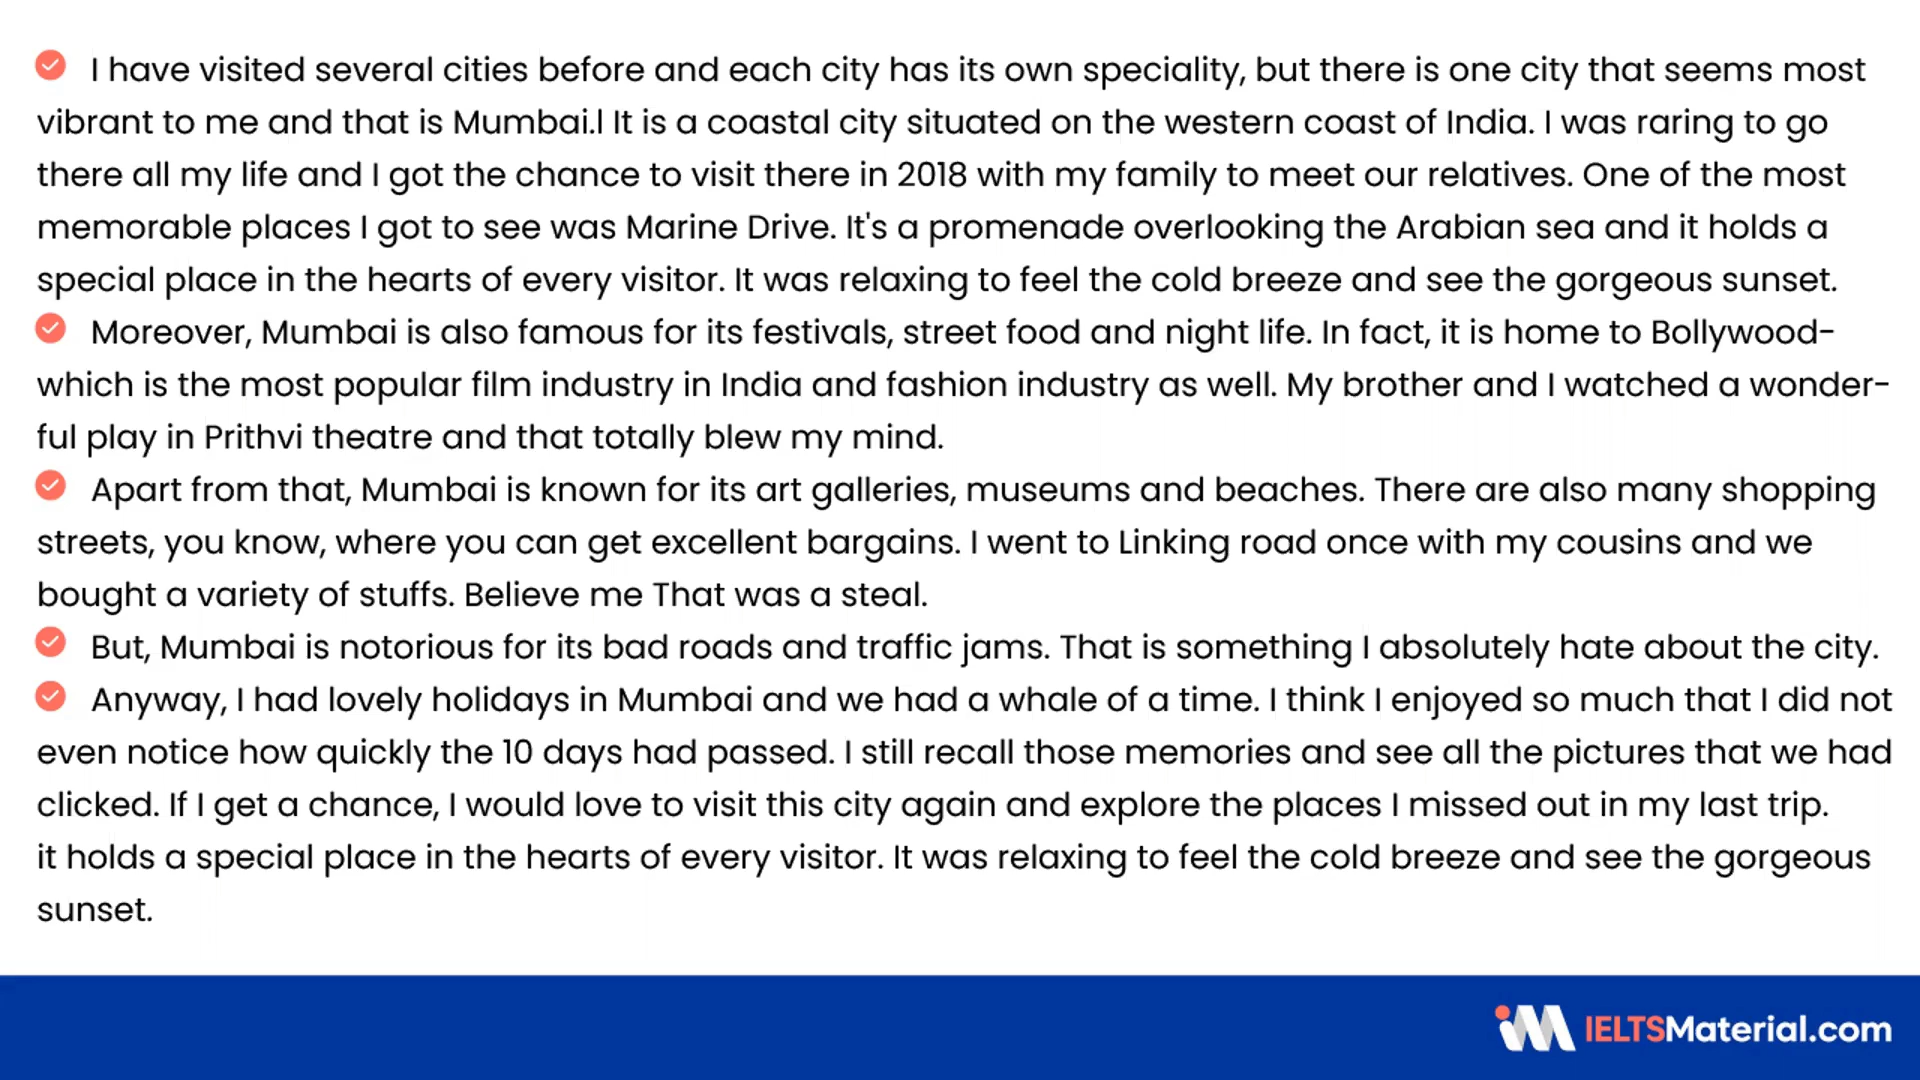 I have visited several cities before and each city has its own speciality, but there is one city that seems most
vibrant to me and that is Mumbai.l It is a coastal city situated on the western coast of India. I was raring to go
there all my life and I got the chance to visit there in 2018 with my family to meet our relatives. One of the most
memorable places I got to see was Marine Drive. It's a promenade overlooking the Arabian sea and it holds a
special place in the hearts of every visitor. It was relaxing to feel the cold breeze and see the gorgeous sunset.
Moreover, Mumbai is also famous for its festivals, street food and night life. In fact, it is home to Bollywood-
which is the most popular film industry in India and fashion industry as well. My brother and I watched a wonder-
ful play in Prithvi theatre and that totally blew my mind.
Apart from that, Mumbai is known for its art galleries, museums and beaches. There are also many shopping
streets, you know, where you can get excellent bargains. I went to Linking road once with my cousins and we
bought a variety of stuffs. Believe me That was a steal.
But, Mumbai is notorious for its bad roads and traffic jams. That is something I absolutely hate about the city.
Anyway, I had lovely holidays in Mumbai and we had a whale of a time. I think I enjoyed so much that I did not
even notice how quickly the 10 days had passed. I still recall those memories and see all the pictures that we had
clicked. If I get a chance, I would love to visit this city again and explore the places I missed out in my last trip.
it holds a special place in the hearts of every visitor. It was relaxing to feel the cold breeze and see the gorgeous
sunset.
iM IELTSMaterial.com